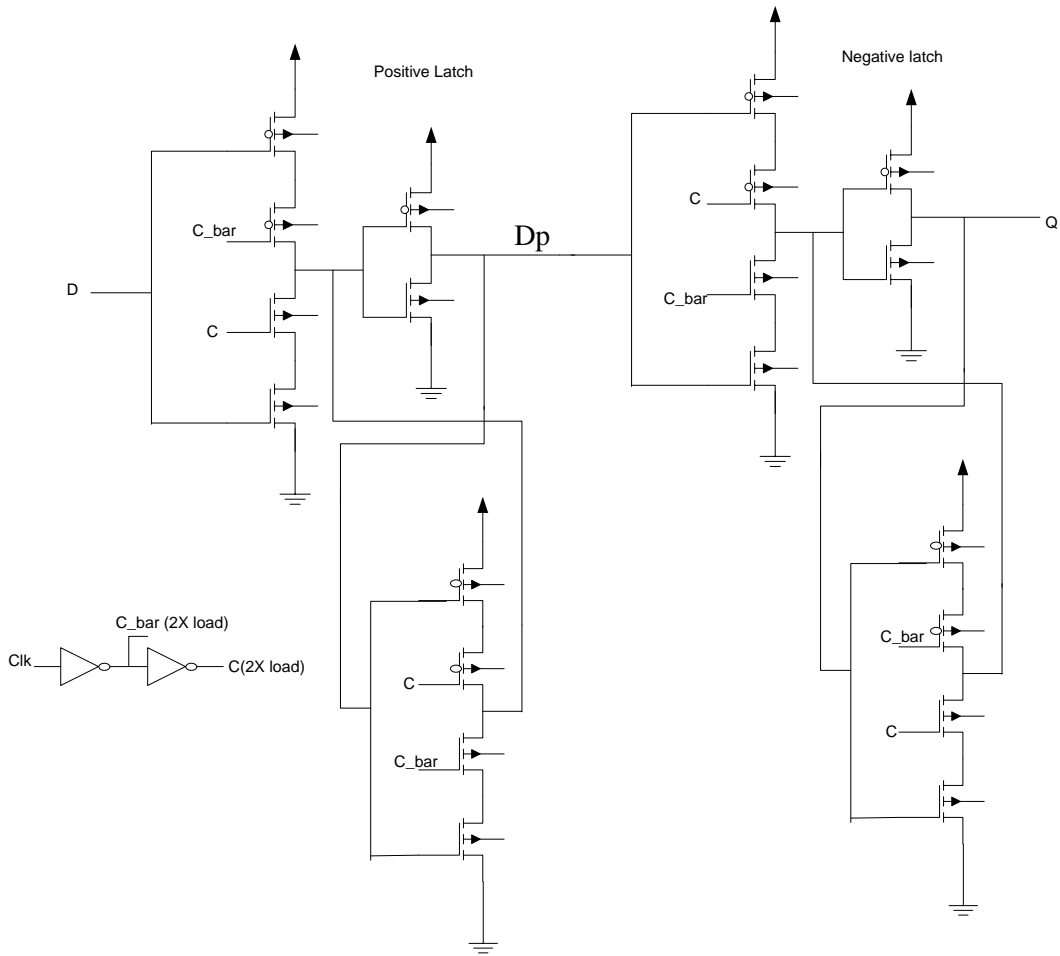 Positive Latch
Negative latch
C_bar
C
D
Dp
C
C_bar
Q
C_bar (2X load)
Clk
C(2X load)
C
C_bar
C_bar
C